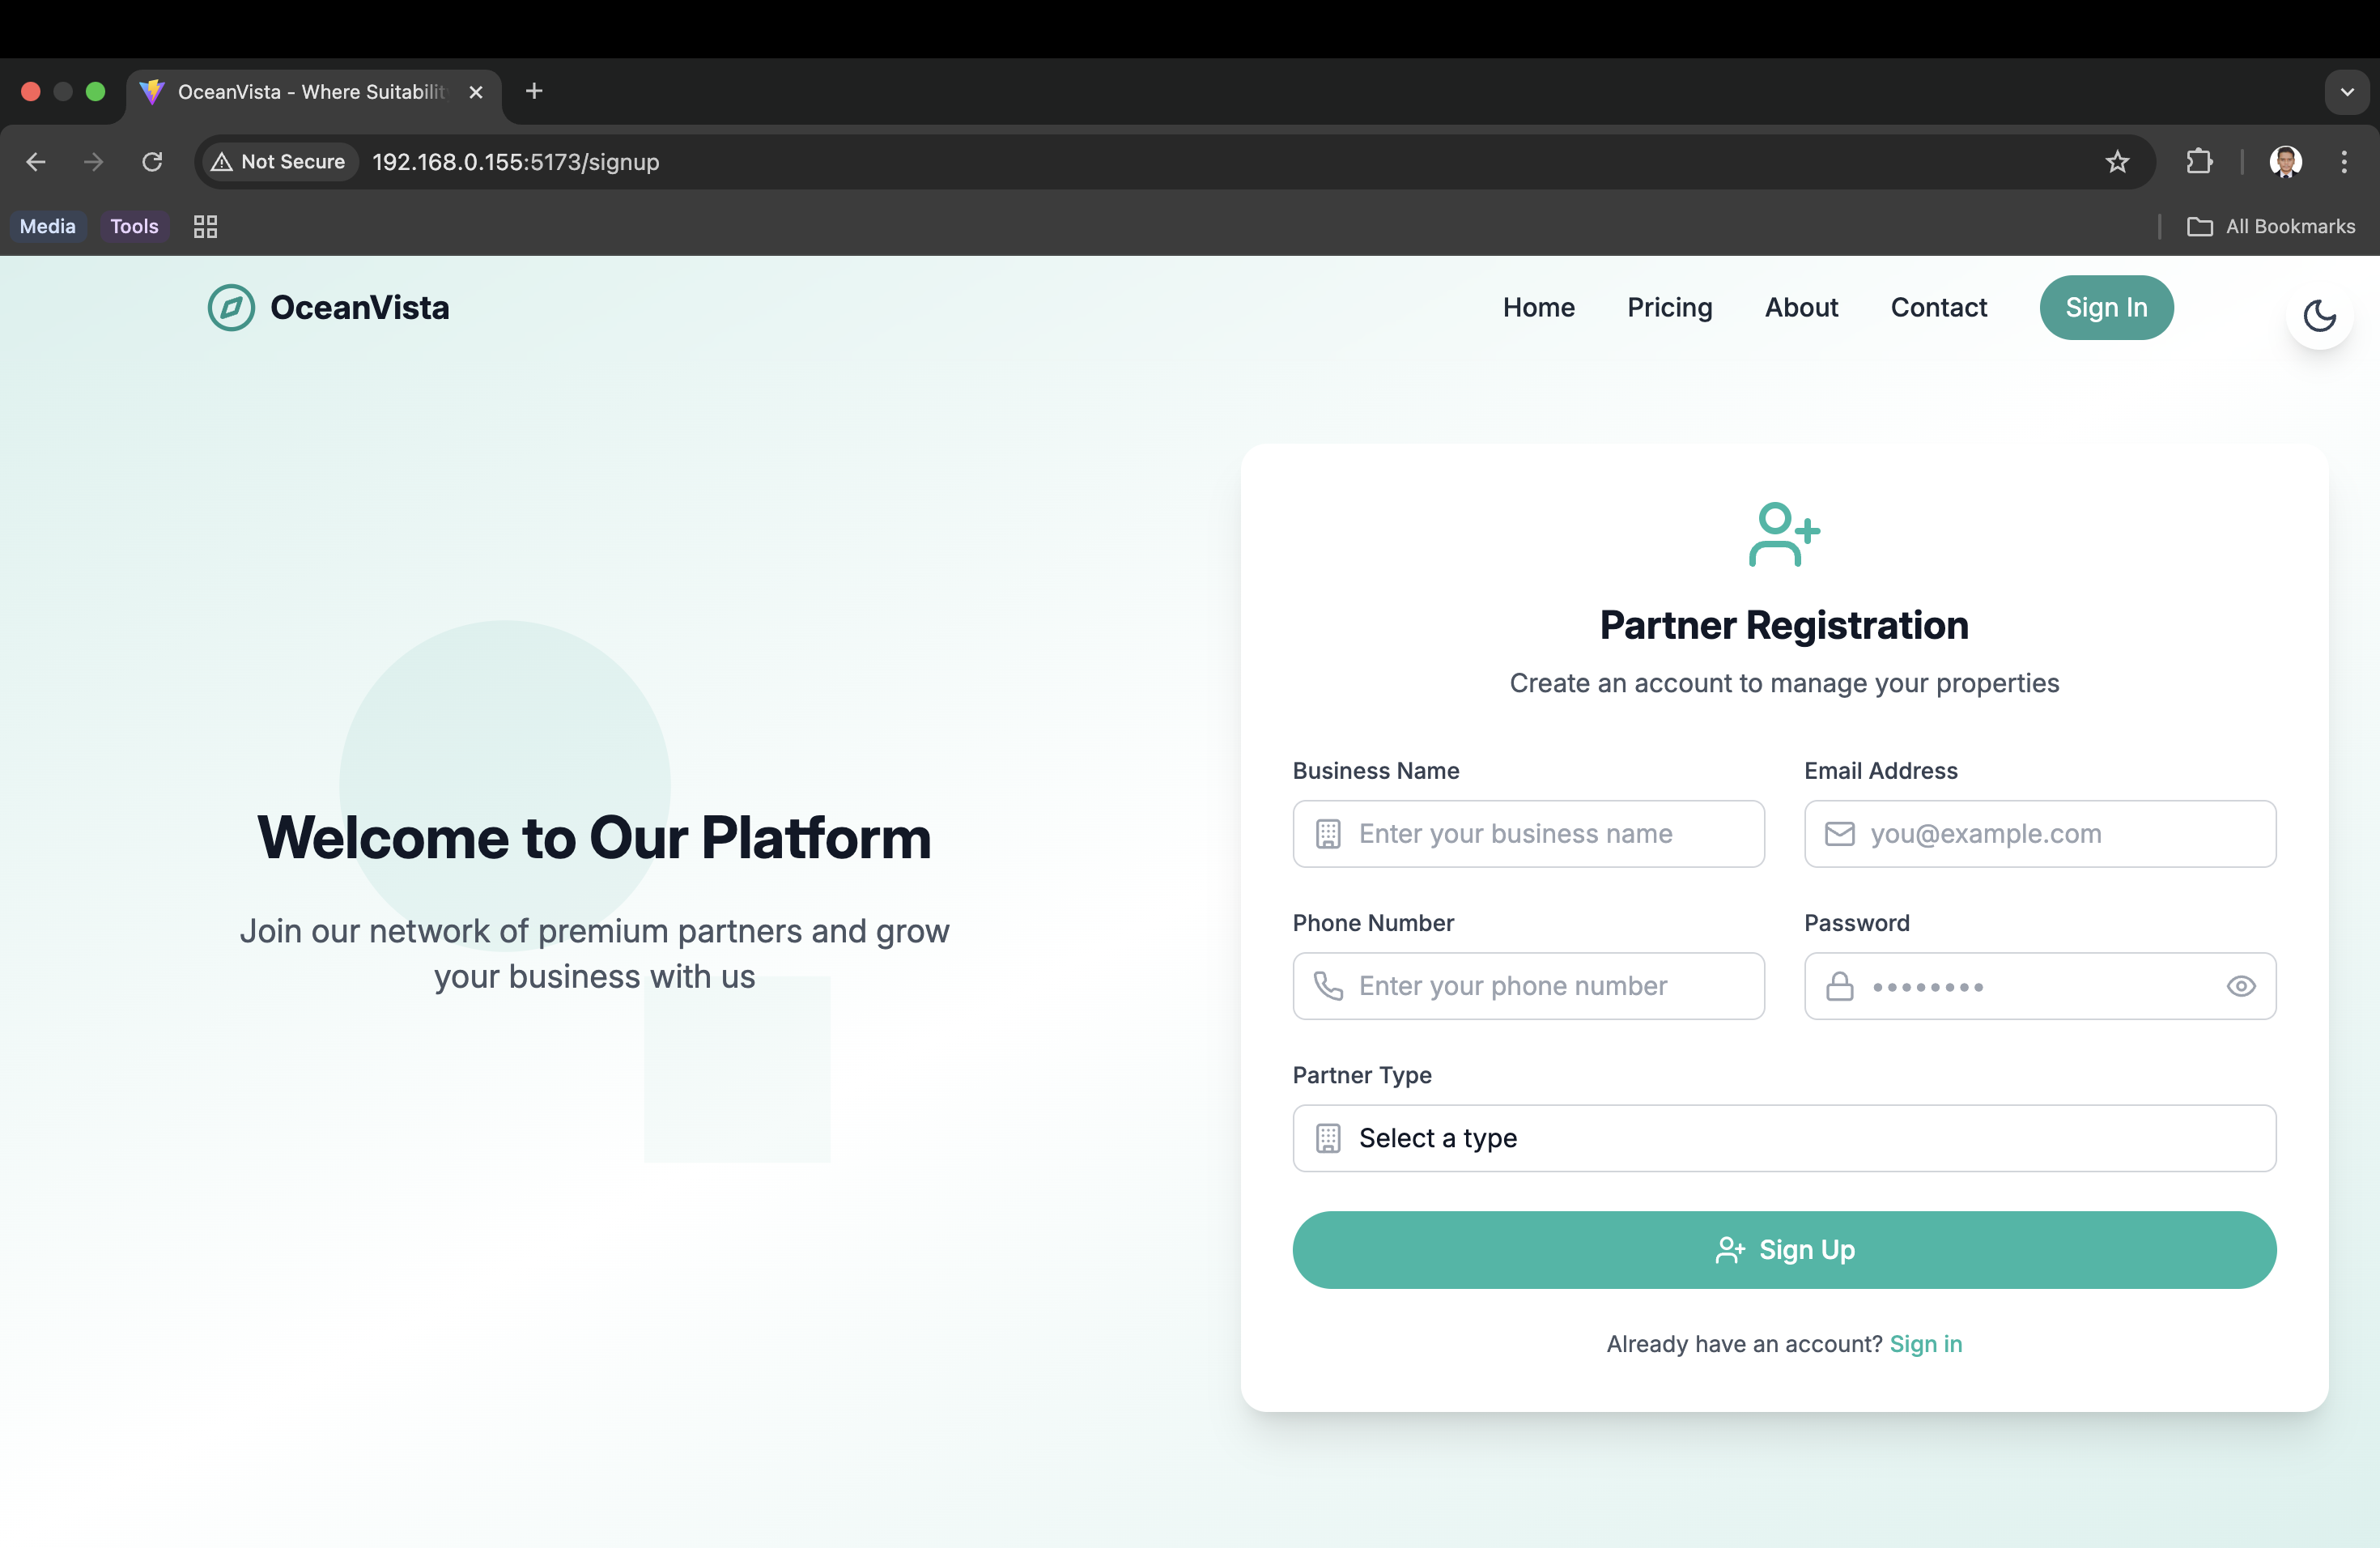 OceanVista - Where Suitabilit
Not Secure
192.168.0.155:5173/signup
Media
Tools
All Bookmarks
OceanVista
Home
Pricing
About
Contact
Sign In
Welcome to Our Platform
Join our network of premium partners and grow
your business with us
Partner Registration
Create an account to manage your properties
Business Name
Enter your business name
Email Address
you@example.com
Phone Number
Enter your phone number
Password
••••••••
Partner Type
Select a type
Sign Up
Already have an account? Sign in